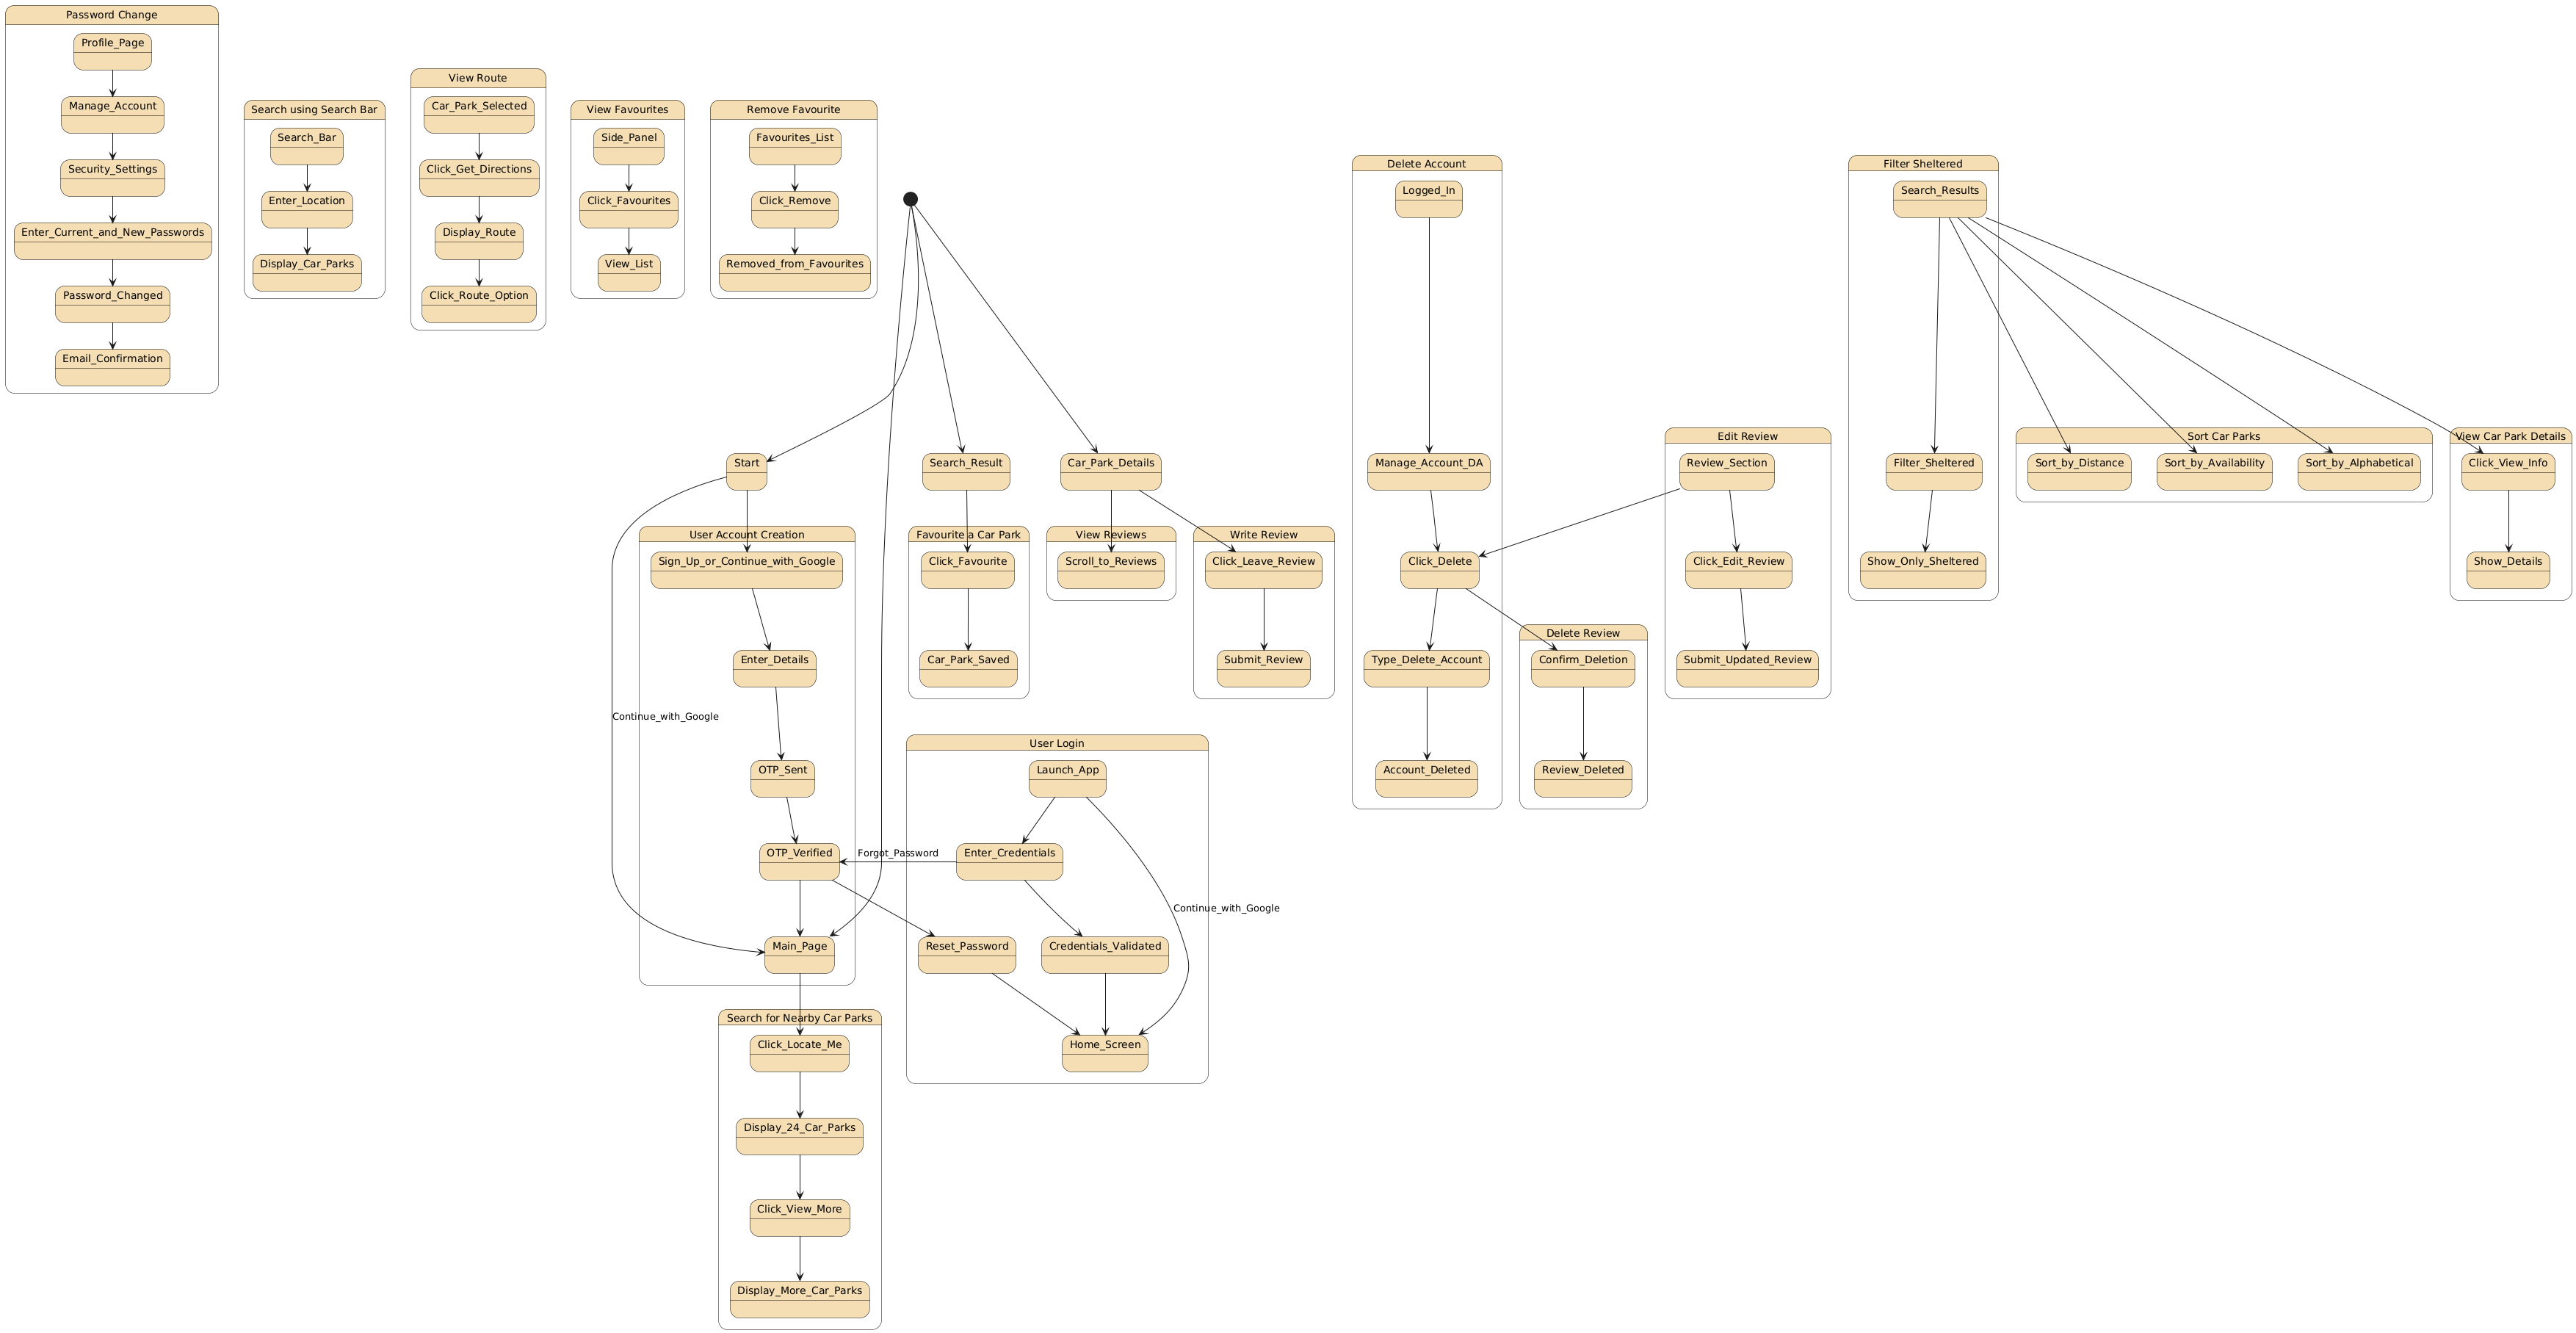 Password Change
Profile_Page
Manage_Account
Security_Settings
Enter_Current_and_New_Passwords
Password_Changed
Email_Confirmation
Search using Search Bar
Search_Bar
Enter_Location
Display_Car_Parks
View Route
Car_Park_Selected
Click_Get_Directions
Display_Route
Click_Route_Option
View Favourites
Side_Panel
Click_Favourites
View_List
Remove Favourite
Favourites_List
Click_Remove
Removed_from_Favourites
Start
Continue_with_Google
User Account Creation
Sign_Up_or_Continue_with_Google
Enter_Details
OTP_Sent
OTP_Verified
Main_Page
Search for Nearby Car Parks
Click_Locate_Me
Display_24_Car_Parks
Click_View_More
Display_More_Car_Parks
Search_Result
Favourite a Car Park
Click_Favourite
Car_Park_Saved
Car_Park_Details
View Reviews
Scroll_to_Reviews
Write Review
Click_Leave_Review
Submit_Review
User Login
Launch_App
Enter_Credentials
Forgot_Password
Continue_with_Google
Reset_Password
Credentials_Validated
Home_Screen
Delete Account
Logged_In
Manage_Account_DA
Click_Delete
Type_Delete_Account
Account_Deleted
Delete Review
Confirm_Deletion
Review_Deleted
Edit Review
Review_Section
Click_Edit_Review
Submit_Updated_Review
Filter Sheltered
Search_Results
Filter_Sheltered
Show_Only_Sheltered
Sort Car Parks
Sort_by_Distance
Sort_by_Availability
Sort_by_Alphabetical
View Car Park Details
Click_View_Info
Show_Details